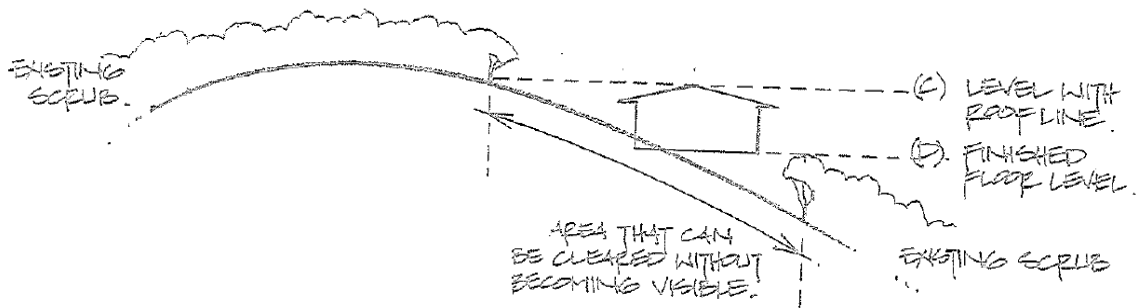 EXISTING
SCRUB.
(C) LEVEL WITH
ROOFLINE.
(D). FINISHED
FLOOR LEVEL.
AREA THAT CAN
BE CLEARED WITHOUT
BECOMING VISIBLE.
EXISTING SCRUB